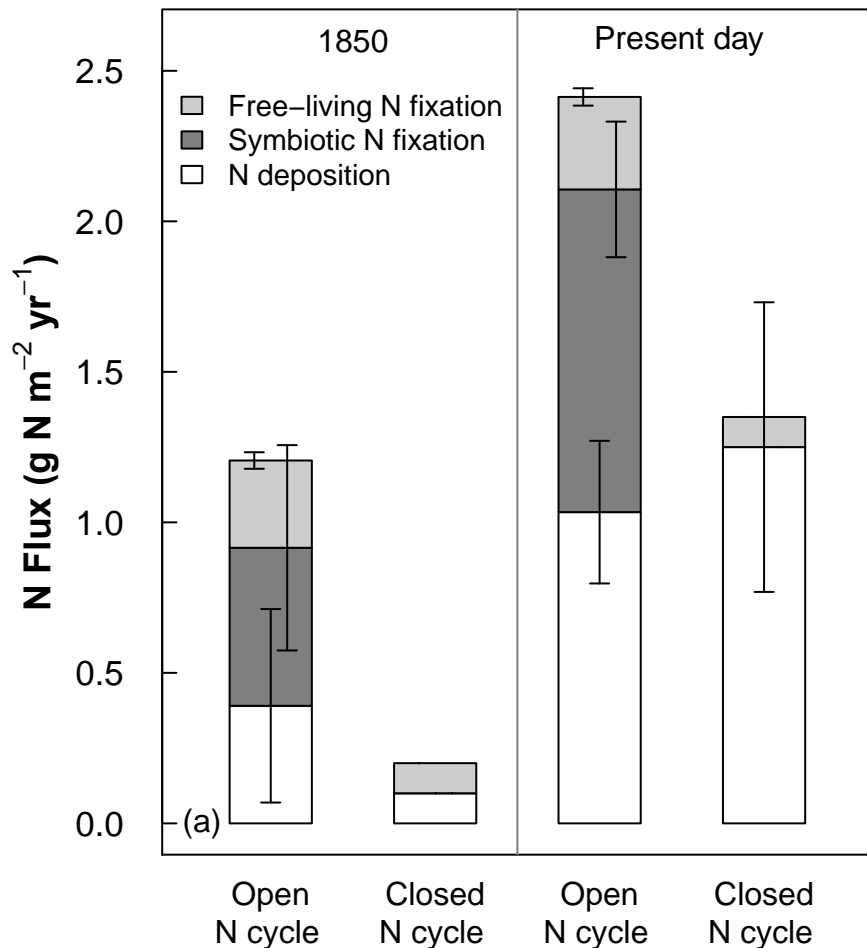 1850
Present day
Free−living N fixation
Symbiotic N fixation
N deposition
N Flux (g N m−2 yr−1)
2.5
2.0
1.5
1.0
0.5
0.0
(a)
Open
N cycle
Closed
N cycle
Open
N cycle
Closed
N cycle